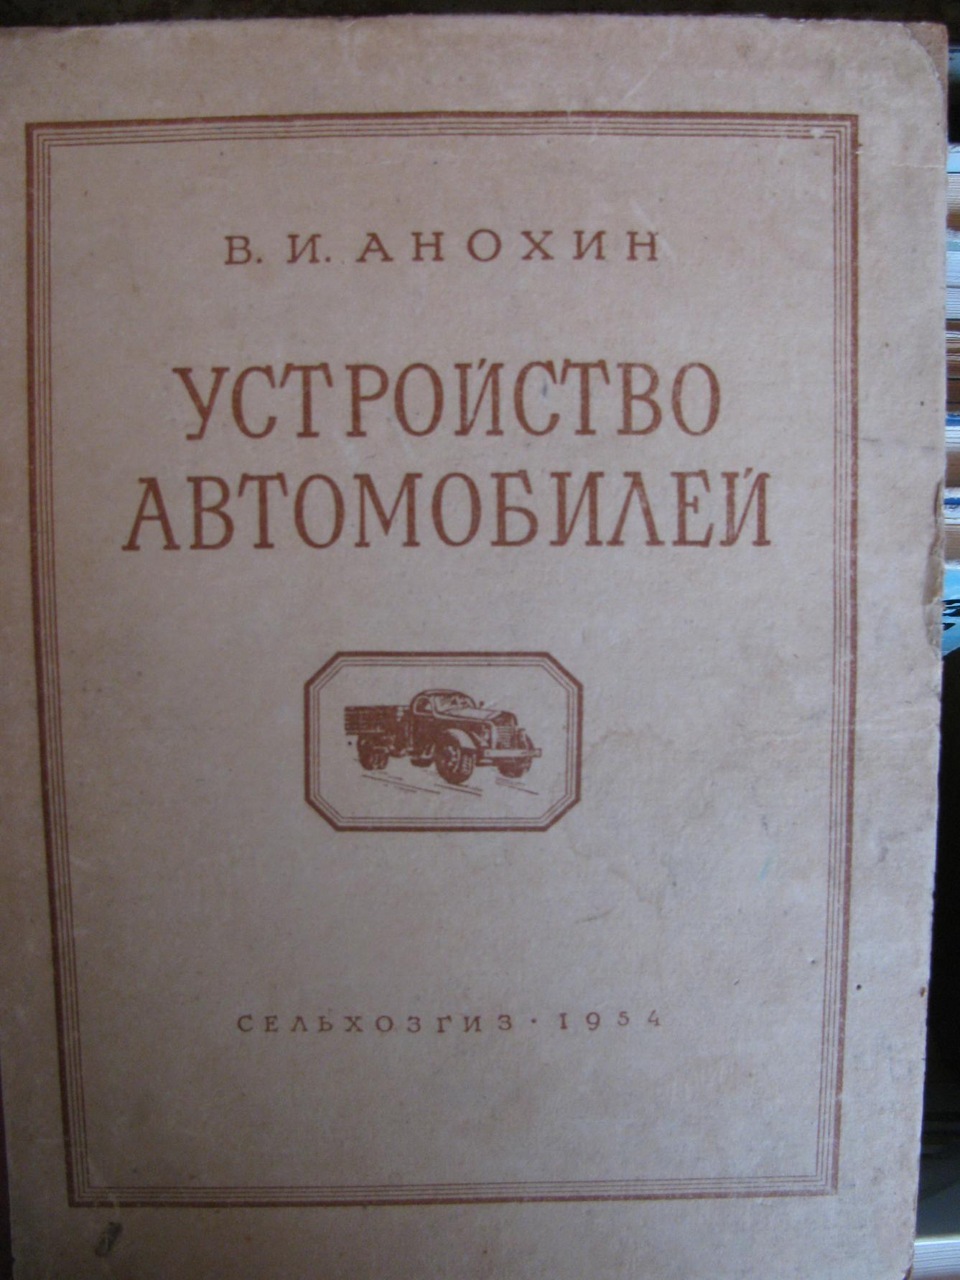 В. И. АНОХИН
УСТРОЙСТВО
АВТОМОБИЛЕЙ
СЕЛЬХОЗГИЗ · 1954